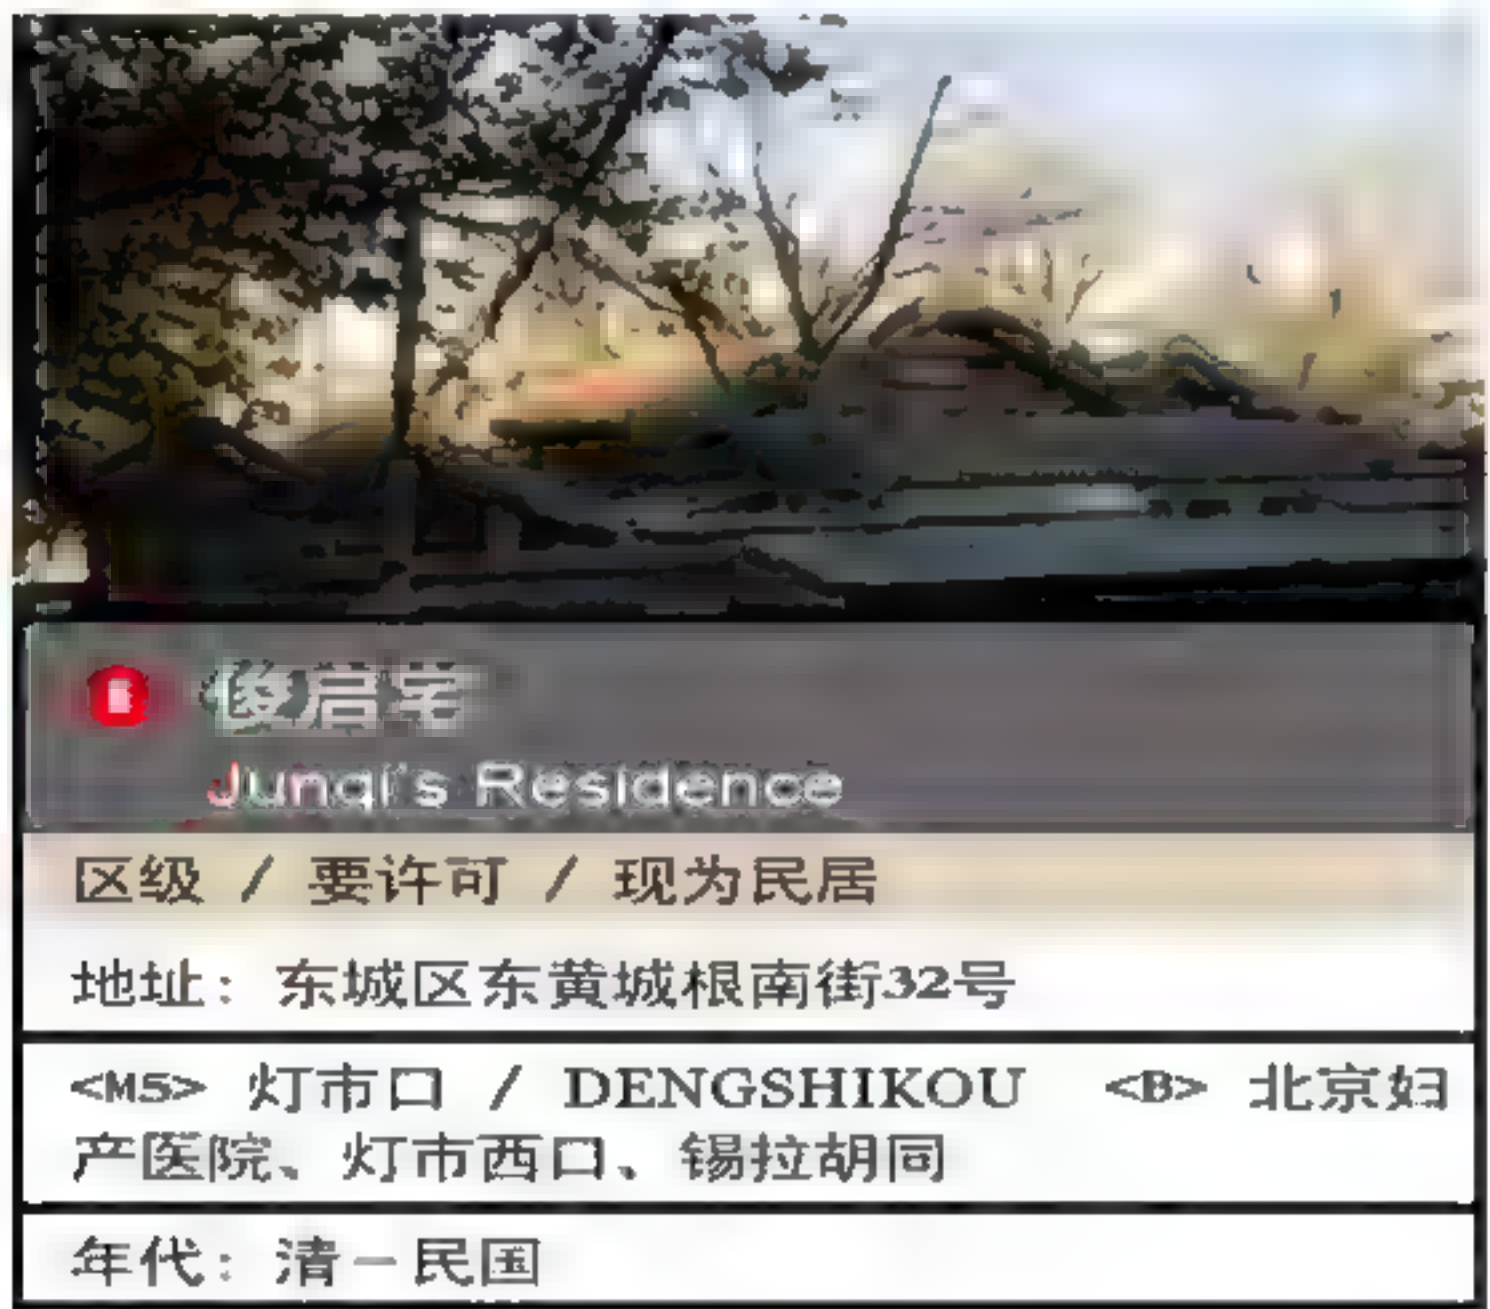 俊启宅
Junqi's Residence
区级 / 要许可 / 现为民居
地址：东城区东黄城根南街32号
<M5> 灯市口 / DENGSHIKOU <B> 北京妇
产医院、灯市西口、锡拉胡同
年代：清－民国